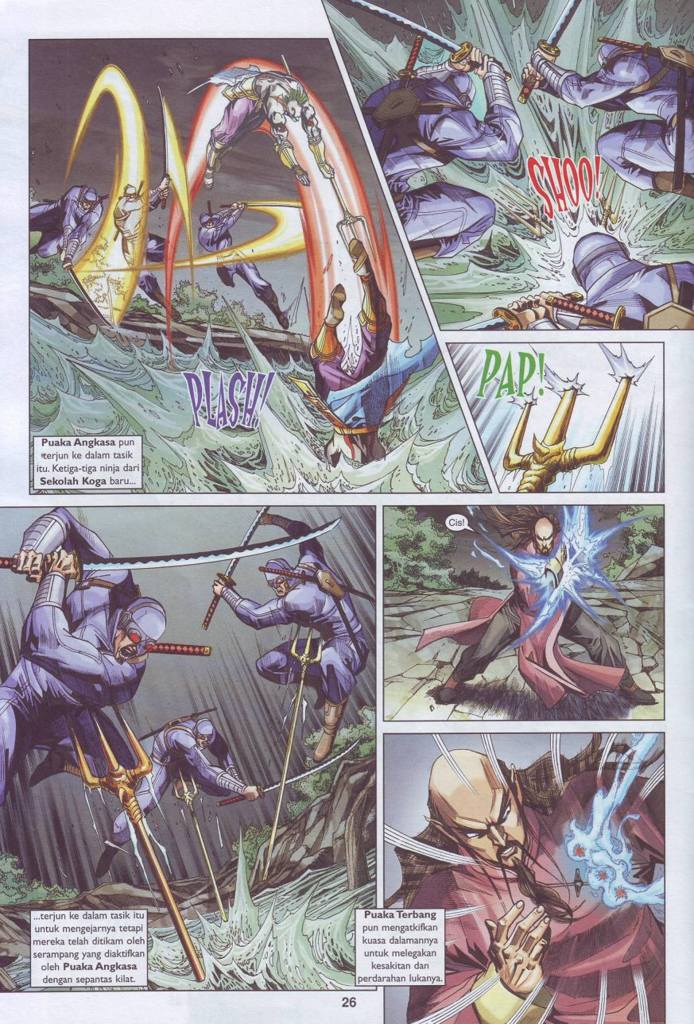 PLASH!
Puaka Angkasa pun
terjun ke dalam tasik
itu. Ketiga-tiga ninja dari
Sekolah Koga baru...
SHOO!
PAP!
...terjun ke dalam tasik itu
untuk mengejarnya tetapi
mereka telah ditikam oleh
serampang yang diaktifkan
oleh Puaka Angkasa
dengan sepantas kilat.
Cis!
Puaka Terbang
pun mengatkifkan
kuasa dalamannya
untuk melegakan
kesakitan dan
perdarahan lukanya.
26